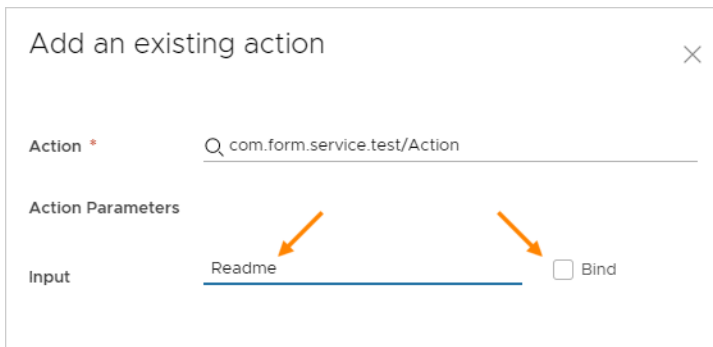 Add an existing action
Action * com.form.service.test/Action
Action Parameters
Input Readme Bind